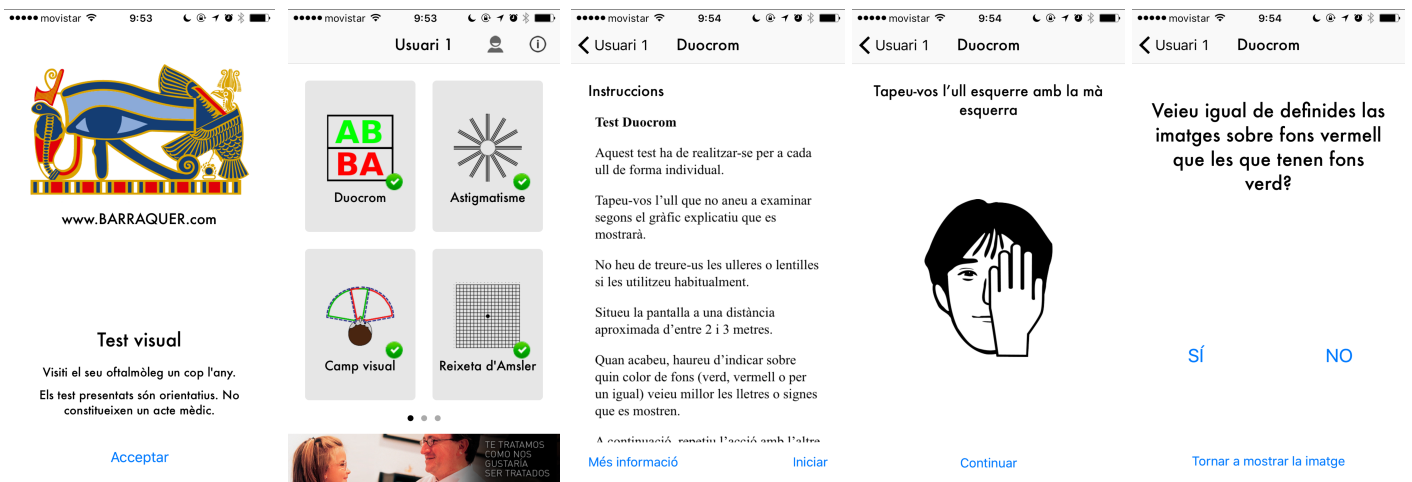 movistar 9:53
www.BARRAQUER.com
Test visual
Visiti el seu oftalmòleg un cop l'any.
Els test presentats són orientatius. No
constitueixen un acte mèdic.
Acceptar
movistar 9:53
Usuari 1
AB
BA
Duocrom
Astigmatisme
Camp visual
Reixeta d'Amsler
TE TRATAMOS
COMO NOS
GUSTARÍA
SER TRATADOS
movistar 9:54
Usuari 1 Duocrom
Instruccions
Test Duocrom
Aquest test ha de realitzar-se per a cada
ull de forma individual.
Tapeu-vos l’ull que no aneu a examinar
segons el gràfic explicatiu que es
mostrarà.
No heu de treure-us les ulleres o lentilles
si les utilitzeu habitualment.
Situeu la pantalla a una distància
aproximada d’entre 2 i 3 metres.
Quan acabeu, haureu d’indicar sobre
quin color de fons (verd, vermell o per
un igual) veieu millor les lletres o signes
que es mostren.
A continuació, repetiu l’acció amb l’altre
Més informació Iniciar
movistar 9:54
Usuari 1 Duocrom
Tapeu-vos l’ull esquerre amb la mà
esquerra
Continuar
movistar 9:54
Usuari 1 Duocrom
Veieu igual de definides las
imatges sobre fons vermell
que les que tenen fons
verd?
SÍ NO
Tornar a mostrar la imatge